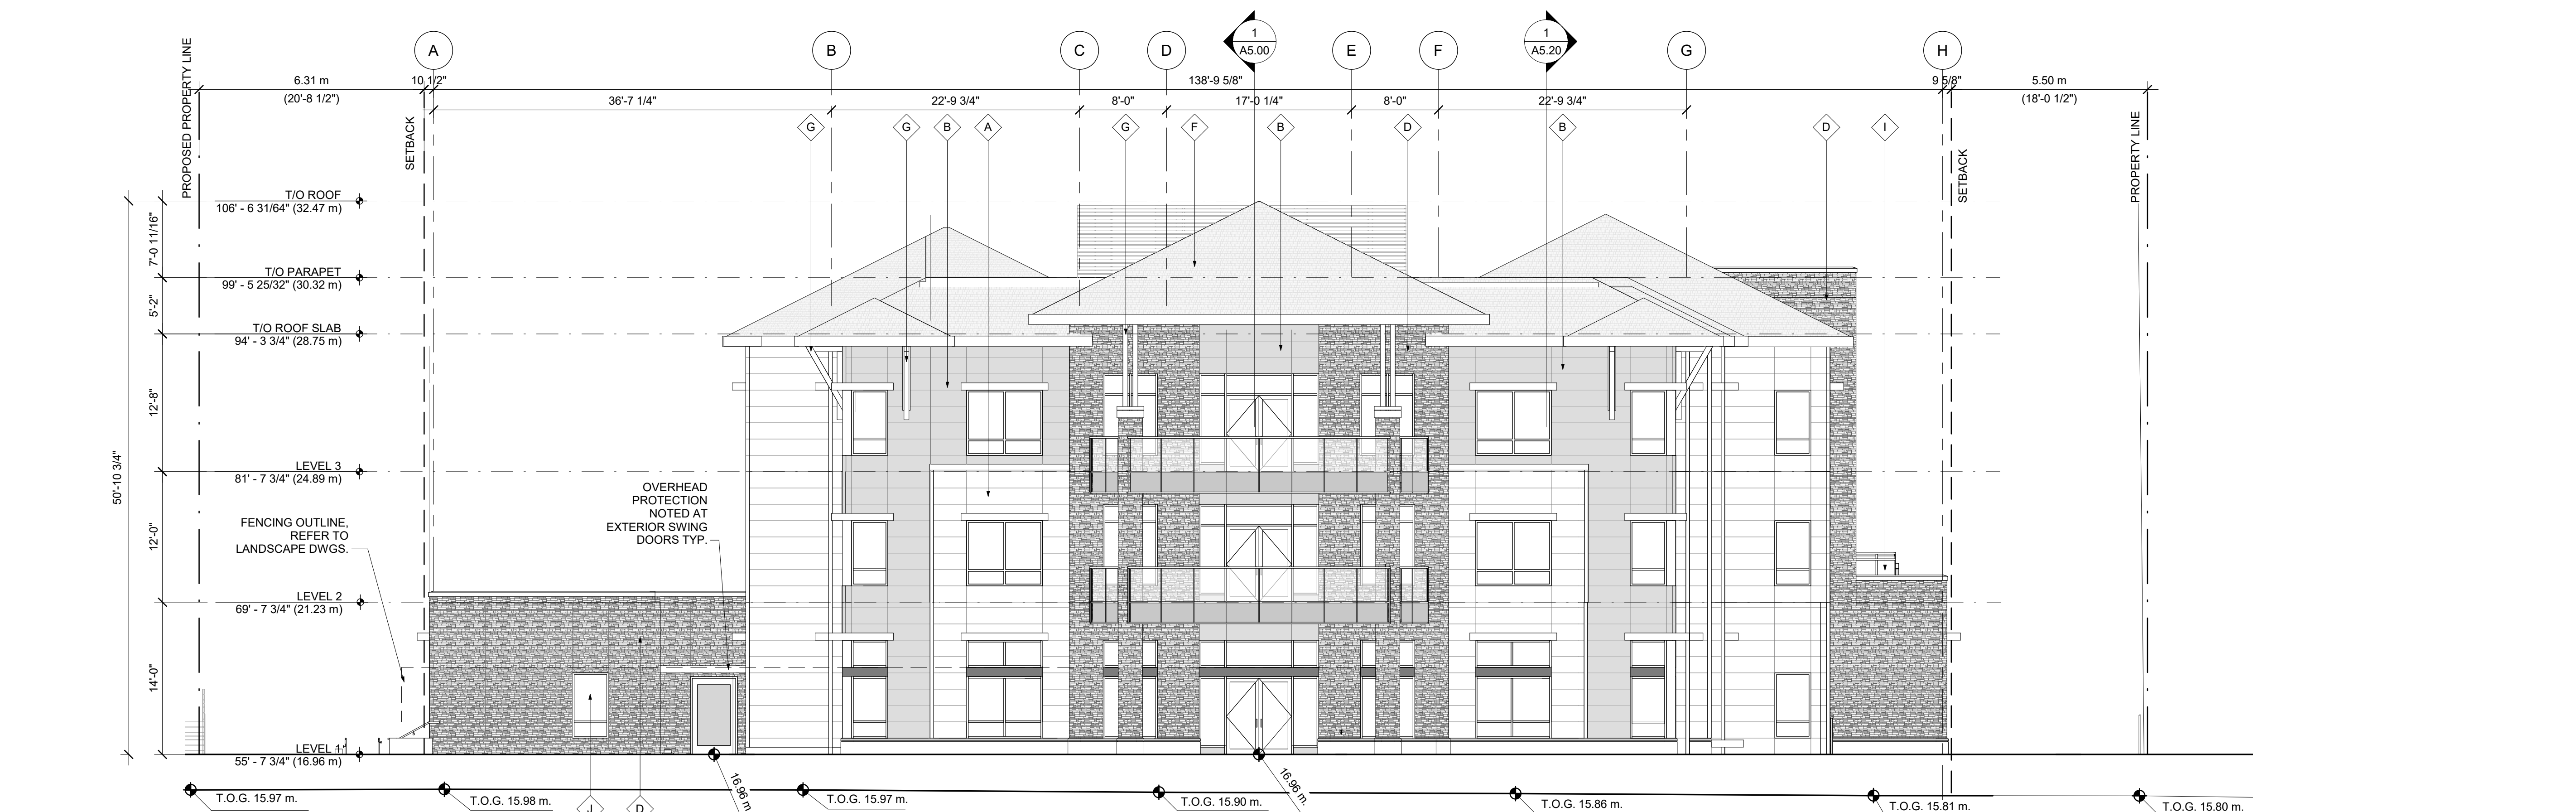 PROPOSED PROPERTY LINE
6.31 m
(20'-8 1/2")
SETBACK
10 1/2"
A
B
C
D
1
A5.00
E
F
1
A5.20
G
H
138'-9 5/8"
9 5/8"
5.50 m
(18'-0 1/2")
36'-7 1/4"
22'-9 3/4"
8'-0"
17'-0 1/4"
8'-0"
22'-9 3/4"
G
G
B
A
G
F
B
D
B
D
I
SETBACK
PROPERTY LINE
T/O ROOF
106' - 6 31/64" (32.47 m)
7'-0 11/16"
T/O PARAPET
99' - 5 25/32" (30.32 m)
5'-2"
T/O ROOF SLAB
94' - 3 3/4" (28.75 m)
12'-8"
50'-10 3/4"
LEVEL 3
81' - 7 3/4" (24.89 m)
12'-0"
FENCING OUTLINE,
REFER TO
LANDSCAPE DWGS.
OVERHEAD
PROTECTION
NOTED AT
EXTERIOR SWING
DOORS TYP.
LEVEL 2
69' - 7 3/4" (21.23 m)
14'-0"
LEVEL 1
55' - 7 3/4" (16.96 m)
16.96 m.
16.96 m.
T.O.G. 15.97 m.
T.O.G. 15.98 m.
J
D
T.O.G. 15.97 m.
T.O.G. 15.90 m.
T.O.G. 15.86 m.
T.O.G. 15.81 m.
T.O.G. 15.80 m.